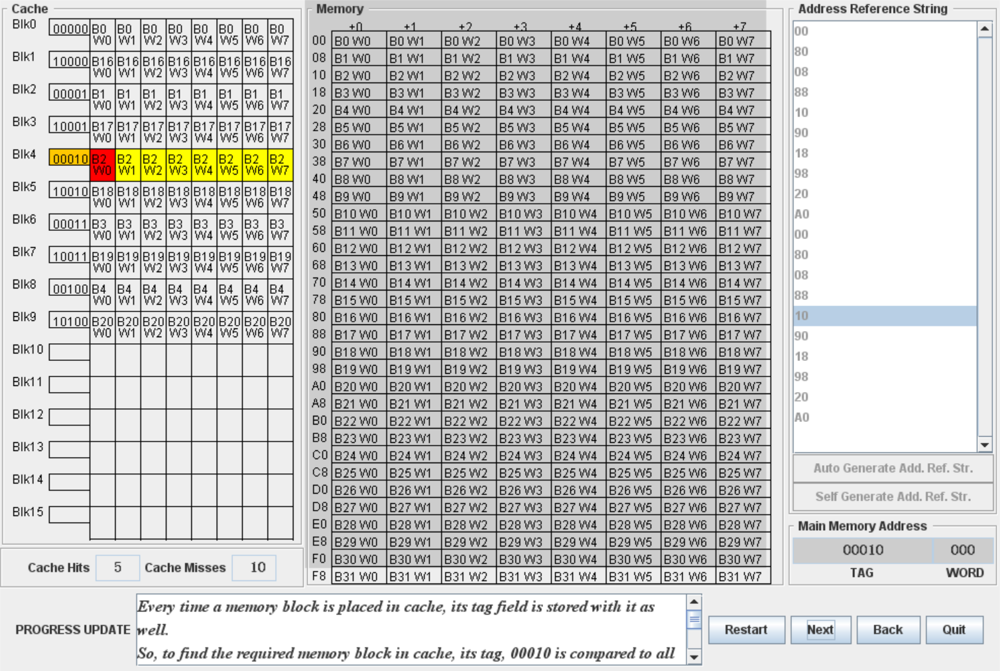 Cache
Blk0 00000 B0 W0 B0 W1 B0 W2 B0 W3 B0 W4 B0 W5 B0 W6 B0 W7
Blk1 10000 B16 W0 B16 W1 B16 W2 B16 W3 B16 W4 B16 W5 B16 W6 B16 W7
Blk2 00001 B1 W0 B1 W1 B1 W2 B1 W3 B1 W4 B1 W5 B1 W6 B1 W7
Blk3 10001 B17 W0 B17 W1 B17 W2 B17 W3 B17 W4 B17 W5 B17 W6 B17 W7
Blk4 00010 B2 W0 B2 W1 B2 W2 B2 W3 B2 W4 B2 W5 B2 W6 B2 W7
Blk5 10010 B18 W0 B18 W1 B18 W2 B18 W3 B18 W4 B18 W5 B18 W6 B18 W7
Blk6 00011 B3 W0 B3 W1 B3 W2 B3 W3 B3 W4 B3 W5 B3 W6 B3 W7
Blk7 10011 B19 W0 B19 W1 B19 W2 B19 W3 B19 W4 B19 W5 B19 W6 B19 W7
Blk8 00100 B4 W0 B4 W1 B4 W2 B4 W3 B4 W4 B4 W5 B4 W6 B4 W7
Blk9 10100 B20 W0 B20 W1 B20 W2 B20 W3 B20 W4 B20 W5 B20 W6 B20 W7
Blk10
Blk11
Blk12
Blk13
Blk14
Blk15
Cache Hits 5 Cache Misses 10
Memory
+0 +1 +2 +3 +4 +5 +6 +7
00 B0 W0 B0 W1 B0 W2 B0 W3 B0 W4 B0 W5 B0 W6 B0 W7
08 B1 W0 B1 W1 B1 W2 B1 W3 B1 W4 B1 W5 B1 W6 B1 W7
10 B2 W0 B2 W1 B2 W2 B2 W3 B2 W4 B2 W5 B2 W6 B2 W7
18 B3 W0 B3 W1 B3 W2 B3 W3 B3 W4 B3 W5 B3 W6 B3 W7
20 B4 W0 B4 W1 B4 W2 B4 W3 B4 W4 B4 W5 B4 W6 B4 W7
28 B5 W0 B5 W1 B5 W2 B5 W3 B5 W4 B5 W5 B5 W6 B5 W7
30 B6 W0 B6 W1 B6 W2 B6 W3 B6 W4 B6 W5 B6 W6 B6 W7
38 B7 W0 B7 W1 B7 W2 B7 W3 B7 W4 B7 W5 B7 W6 B7 W7
40 B8 W0 B8 W1 B8 W2 B8 W3 B8 W4 B8 W5 B8 W6 B8 W7
48 B9 W0 B9 W1 B9 W2 B9 W3 B9 W4 B9 W5 B9 W6 B9 W7
50 B10 W0 B10 W1 B10 W2 B10 W3 B10 W4 B10 W5 B10 W6 B10 W7
58 B11 W0 B11 W1 B11 W2 B11 W3 B11 W4 B11 W5 B11 W6 B11 W7
60 B12 W0 B12 W1 B12 W2 B12 W3 B12 W4 B12 W5 B12 W6 B12 W7
68 B13 W0 B13 W1 B13 W2 B13 W3 B13 W4 B13 W5 B13 W6 B13 W7
70 B14 W0 B14 W1 B14 W2 B14 W3 B14 W4 B14 W5 B14 W6 B14 W7
78 B15 W0 B15 W1 B15 W2 B15 W3 B15 W4 B15 W5 B15 W6 B15 W7
80 B16 W0 B16 W1 B16 W2 B16 W3 B16 W4 B16 W5 B16 W6 B16 W7
88 B17 W0 B17 W1 B17 W2 B17 W3 B17 W4 B17 W5 B17 W6 B17 W7
90 B18 W0 B18 W1 B18 W2 B18 W3 B18 W4 B18 W5 B18 W6 B18 W7
98 B19 W0 B19 W1 B19 W2 B19 W3 B19 W4 B19 W5 B19 W6 B19 W7
A0 B20 W0 B20 W1 B20 W2 B20 W3 B20 W4 B20 W5 B20 W6 B20 W7
A8 B21 W0 B21 W1 B21 W2 B21 W3 B21 W4 B21 W5 B21 W6 B21 W7
B0 B22 W0 B22 W1 B22 W2 B22 W3 B22 W4 B22 W5 B22 W6 B22 W7
B8 B23 W0 B23 W1 B23 W2 B23 W3 B23 W4 B23 W5 B23 W6 B23 W7
C0 B24 W0 B24 W1 B24 W2 B24 W3 B24 W4 B24 W5 B24 W6 B24 W7
C8 B25 W0 B25 W1 B25 W2 B25 W3 B25 W4 B25 W5 B25 W6 B25 W7
D0 B26 W0 B26 W1 B26 W2 B26 W3 B26 W4 B26 W5 B26 W6 B26 W7
D8 B27 W0 B27 W1 B27 W2 B27 W3 B27 W4 B27 W5 B27 W6 B27 W7
E0 B28 W0 B28 W1 B28 W2 B28 W3 B28 W4 B28 W5 B28 W6 B28 W7
E8 B29 W0 B29 W1 B29 W2 B29 W3 B29 W4 B29 W5 B29 W6 B29 W7
F0 B30 W0 B30 W1 B30 W2 B30 W3 B30 W4 B30 W5 B30 W6 B30 W7
F8 B31 W0 B31 W1 B31 W2 B31 W3 B31 W4 B31 W5 B31 W6 B31 W7
Address Reference String
00
80
08
88
10
90
18
98
20
A0
00
80
08
88
10
90
18
98
20
A0
Auto Generate Add. Ref. Str.
Self Generate Add. Ref. Str.
Main Memory Address
00010 000
TAG WORD
PROGRESS UPDATE
Every time a memory block is placed in cache, its tag field is stored with it as
well.
So, to find the required memory block in cache, its tag, 00010 is compared to all
Restart Next Back Quit